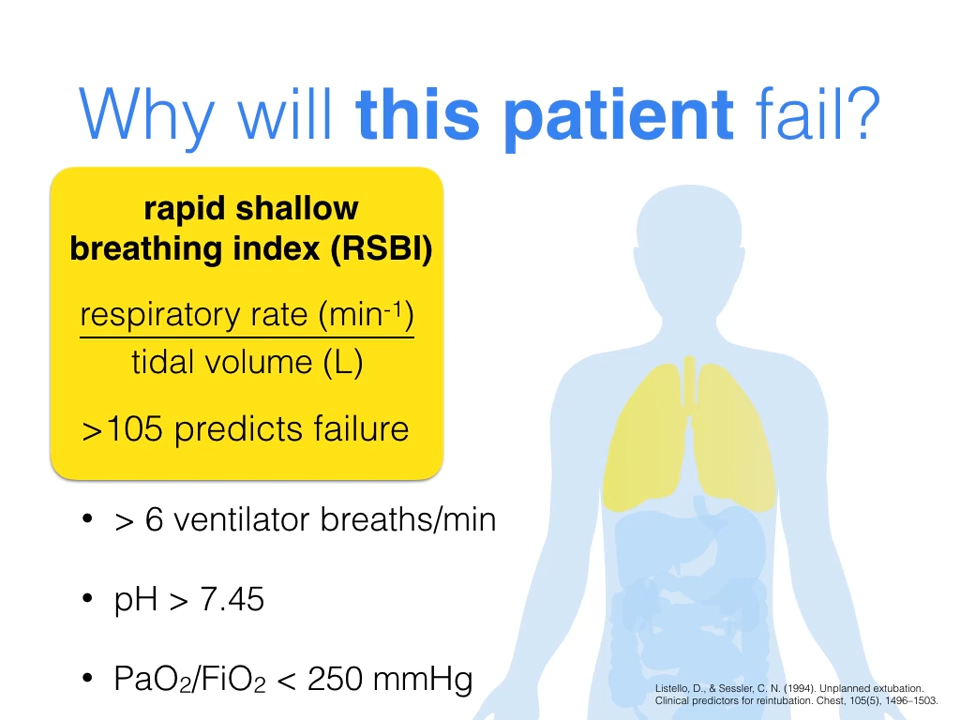 Why will this patient fail?
rapid shallow
breathing index (RSBI)
respiratory rate (min⁻¹)
tidal volume (L)
>105 predicts failure
• > 6 ventilator breaths/min
• pH > 7.45
• PaO₂/FiO₂ < 250 mmHg
Listello, D., & Sessler, C. N. (1994). Unplanned extubation.
Clinical predictors for reintubation. Chest, 105(5), 1496–1503.